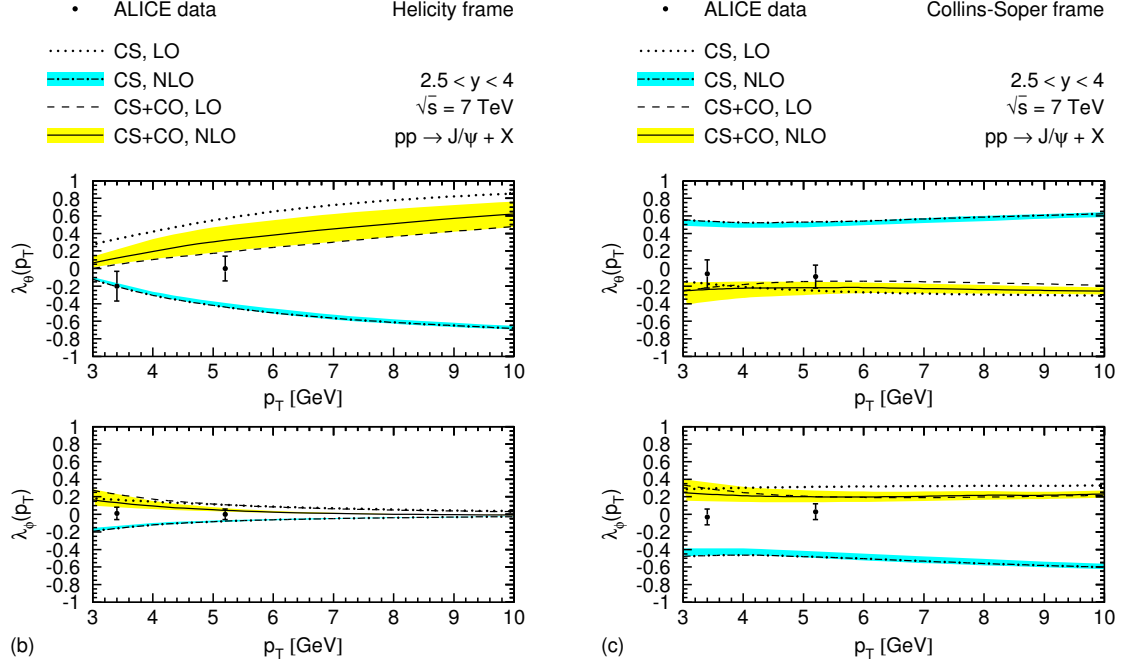 ALICE data Helicity frame
CS, LO
CS, NLO 2.5 < y < 4
CS+CO, LO √s = 7 TeV
CS+CO, NLO pp → J/ψ + X
λθ(pT)
1
0.8
0.6
0.4
0.2
0
-0.2
-0.4
-0.6
-0.8
-1
3 4 5 6 7 8 9 10
pT [GeV]
λφ(pT)
1
0.8
0.6
0.4
0.2
0
-0.2
-0.4
-0.6
-0.8
-1
3 4 5 6 7 8 9 10
(b) pT [GeV]
ALICE data Collins-Soper frame
CS, LO
CS, NLO 2.5 < y < 4
CS+CO, LO √s = 7 TeV
CS+CO, NLO pp → J/ψ + X
λθ(pT)
1
0.8
0.6
0.4
0.2
0
-0.2
-0.4
-0.6
-0.8
-1
3 4 5 6 7 8 9 10
pT [GeV]
λφ(pT)
1
0.8
0.6
0.4
0.2
0
-0.2
-0.4
-0.6
-0.8
-1
3 4 5 6 7 8 9 10
(c) pT [GeV]